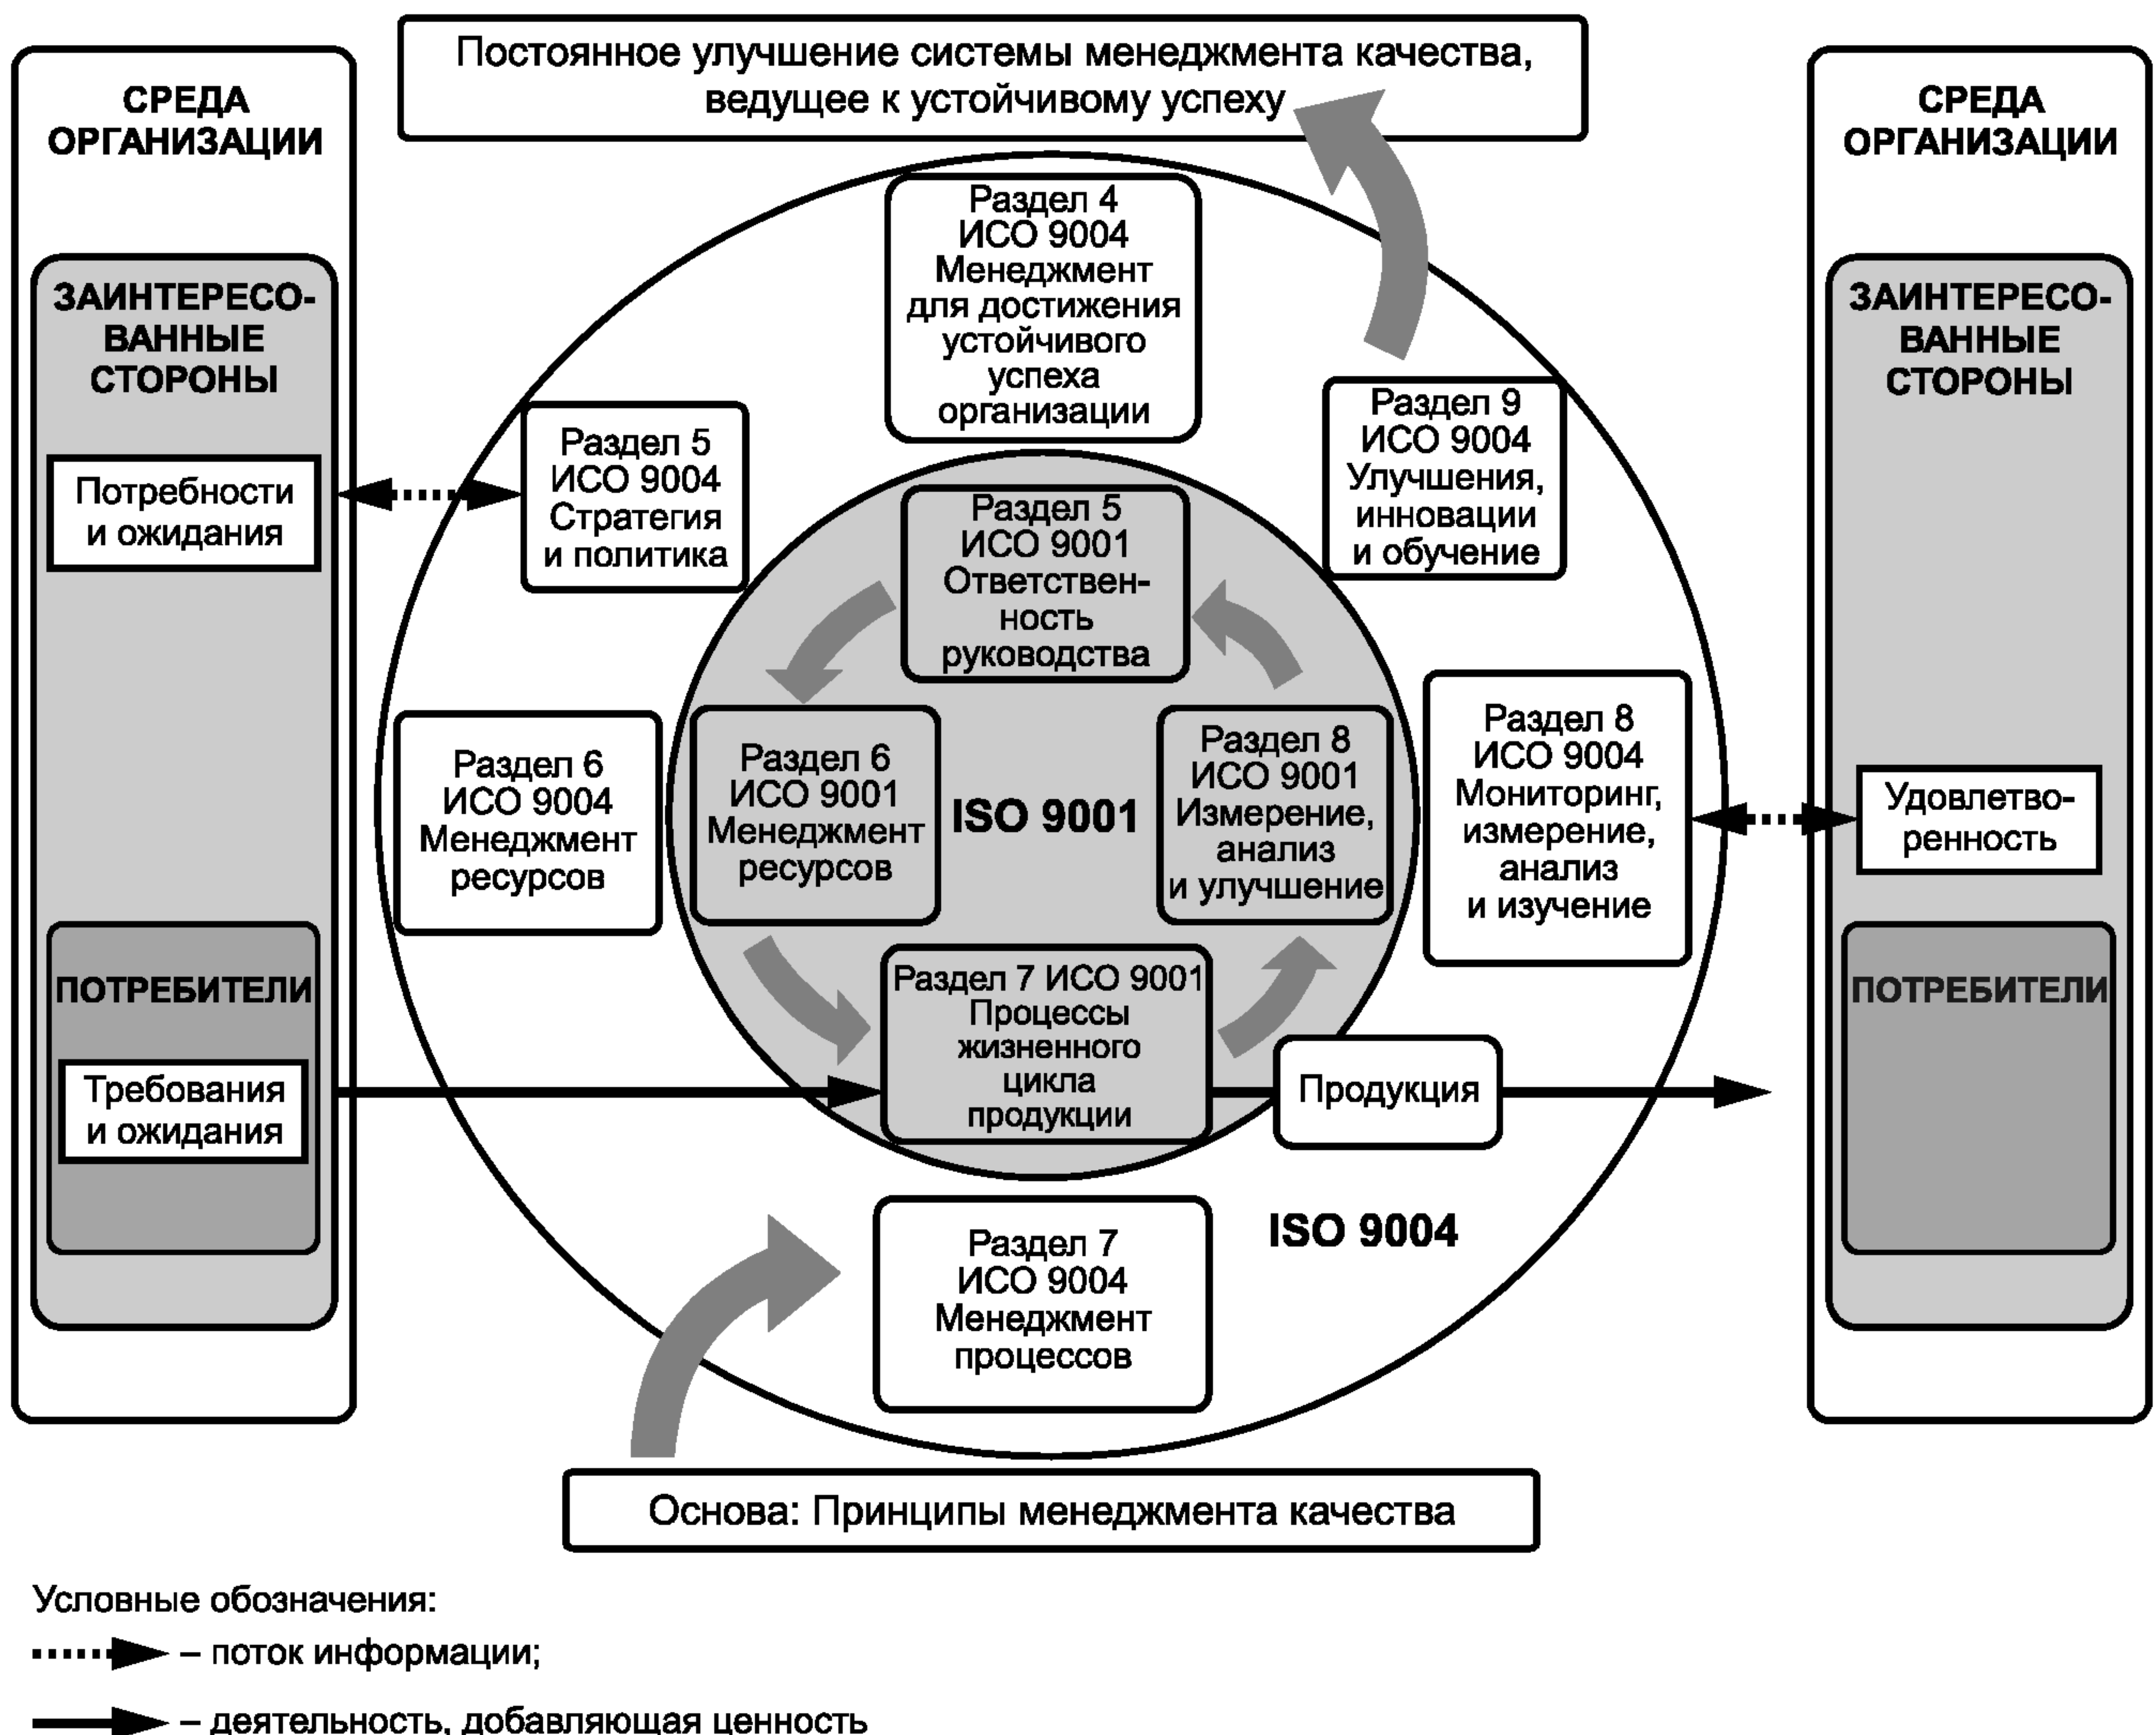 Постоянное улучшение системы менеджмента качества,
ведущее к устойчивому успеху
СРЕДА
ОРГАНИЗАЦИИ
ЗАИНТЕРЕСО-
ВАННЫЕ
СТОРОНЫ
Потребности
и ожидания
ПОТРЕБИТЕЛИ
Требования
и ожидания
Раздел 4
ИСО 9004
Менеджмент
для достижения
устойчивого
успеха
организации
Раздел 5
ИСО 9004
Стратегия
и политика
Раздел 9
ИСО 9004
Улучшения,
инновации
и обучение
Раздел 5
ИСО 9001
Ответствен-
ность
руководства
Раздел 6
ИСО 9004
Менеджмент
ресурсов
Раздел 6
ИСО 9001
Менеджмент
ресурсов
ISO 9001
Раздел 8
ИСО 9001
Измерение,
анализ
и улучшение
Раздел 8
ИСО 9004
Мониторинг,
измерение,
анализ
и изучение
Раздел 7 ИСО 9001
Процессы
жизненного
цикла
продукции
Продукция
ISO 9004
Раздел 7
ИСО 9004
Менеджмент
процессов
СРЕДА
ОРГАНИЗАЦИИ
ЗАИНТЕРЕСО-
ВАННЫЕ
СТОРОНЫ
Удовлетво-
ренность
ПОТРЕБИТЕЛИ
Основа: Принципы менеджмента качества
Условные обозначения:
– поток информации;
– деятельность, добавляющая ценность